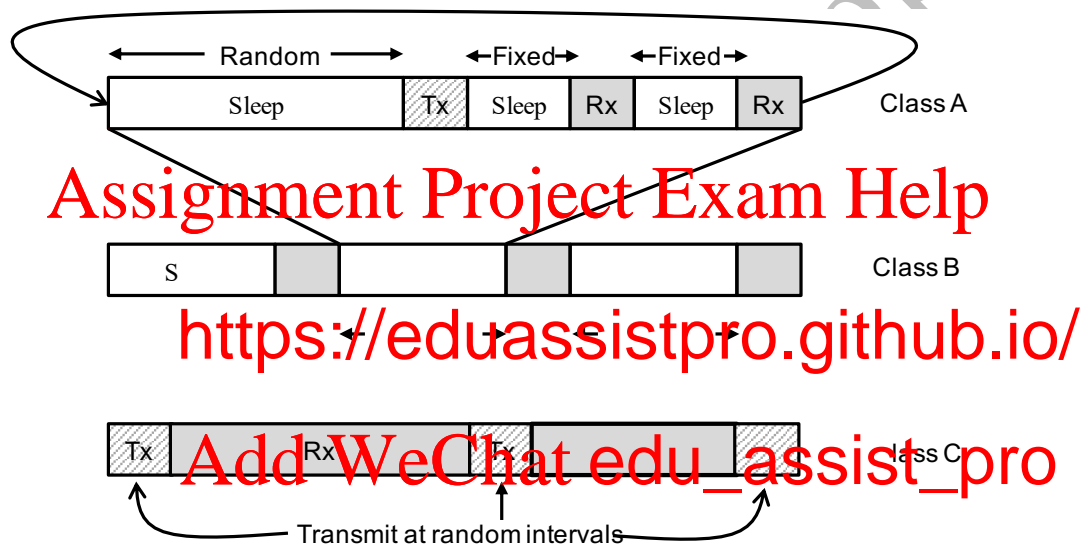 Random Fixed Fixed
Sleep Tx Sleep Rx Sleep Rx Class A
Assignment Project Exam Help
S Class B
https://eduassistpro.github.io/
Tx Rx Tx Class C
Add WeChat edu_assist_pro
Transmit at random intervals